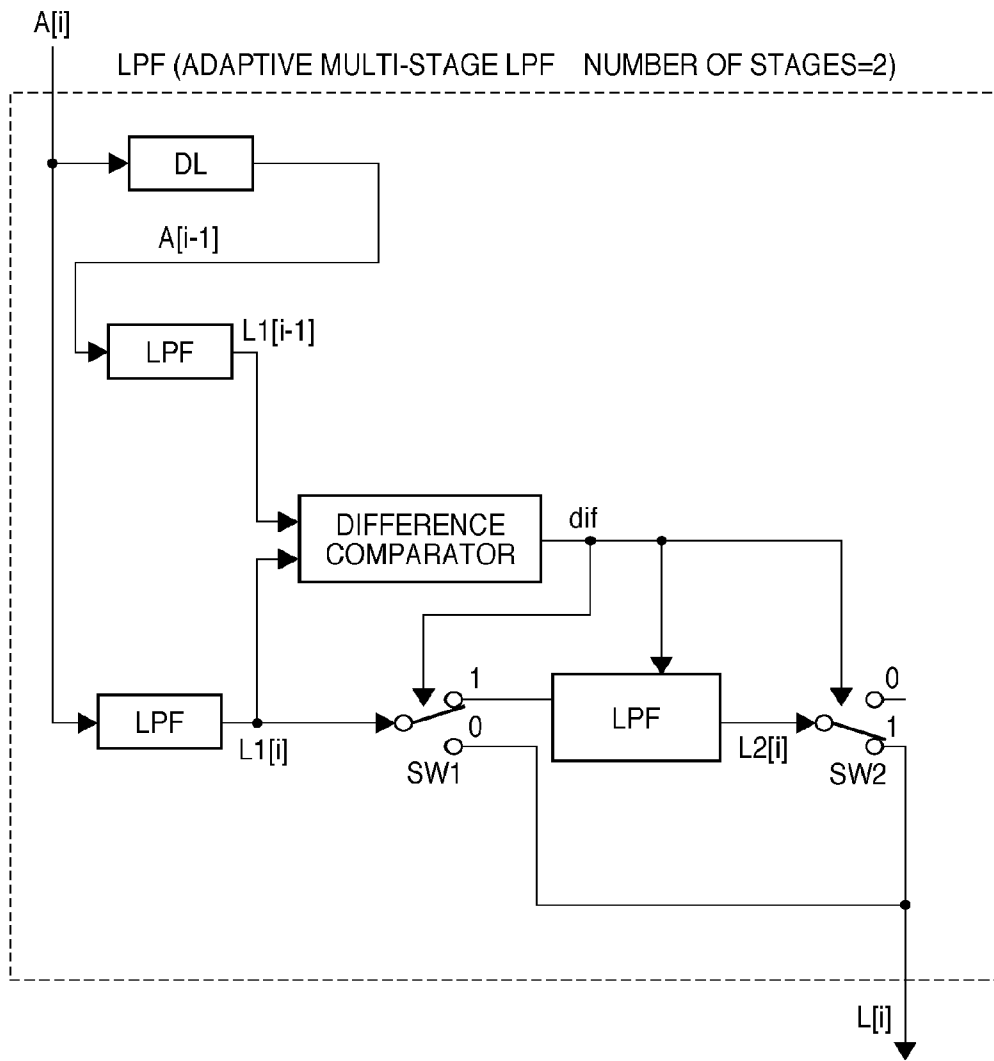 A[i]
LPF (ADAPTIVE MULTI-STAGE LPF NUMBER OF STAGES=2)
DL
A[i-1]
LPF
L1[i-1]
DIFFERENCE
COMPARATOR
dif
LPF
L1[i]
1
0
SW1
LPF
L2[i]
0
1
SW2
L[i]